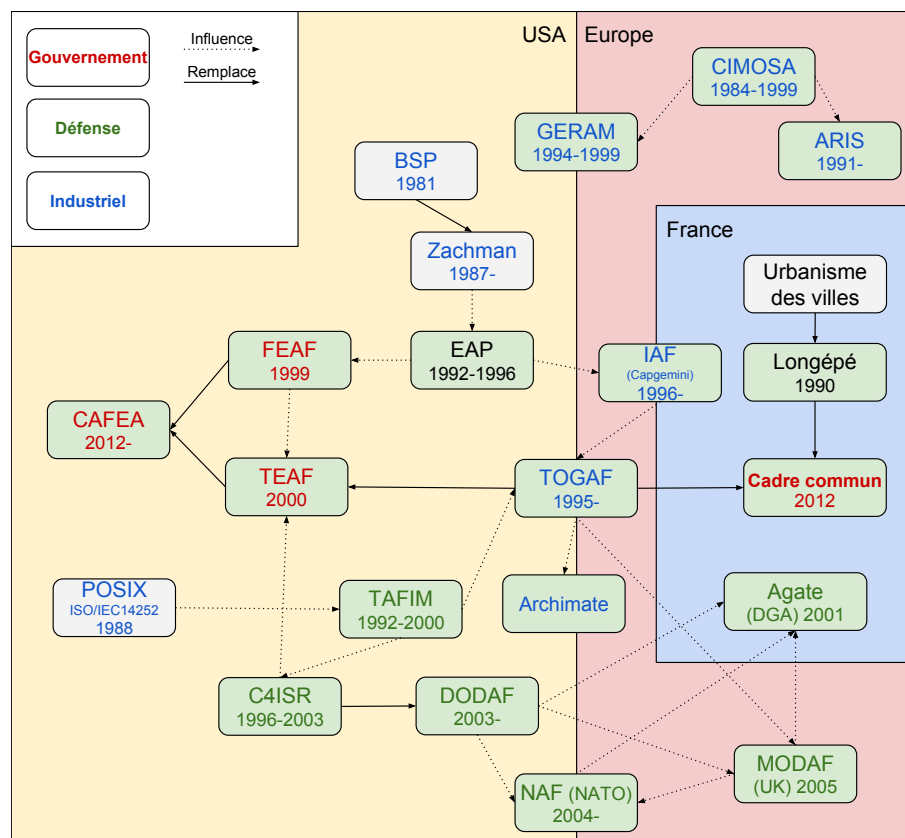 Gouvernement
Défense
Industriel
Influence
Remplace
USA
Europe
CIMOSA
1984-1999
GERAM
1994-1999
ARIS
1991-
BSP
1981
Zachman
1987-
France
Urbanisme
des villes
FEAF
1999
EAP
1992-1996
IAF
(Capgemini)
1996-
Longépé
1990
CAFEA
2012-
TEAF
2000
TOGAF
1995-
Cadre commun
2012
POSIX
ISO/IEC14252
1988
TAFIM
1992-2000
Archimate
Agate
(DGA) 2001
C4ISR
1996-2003
DODAF
2003-
NAF (NATO)
2004-
MODAF
(UK) 2005